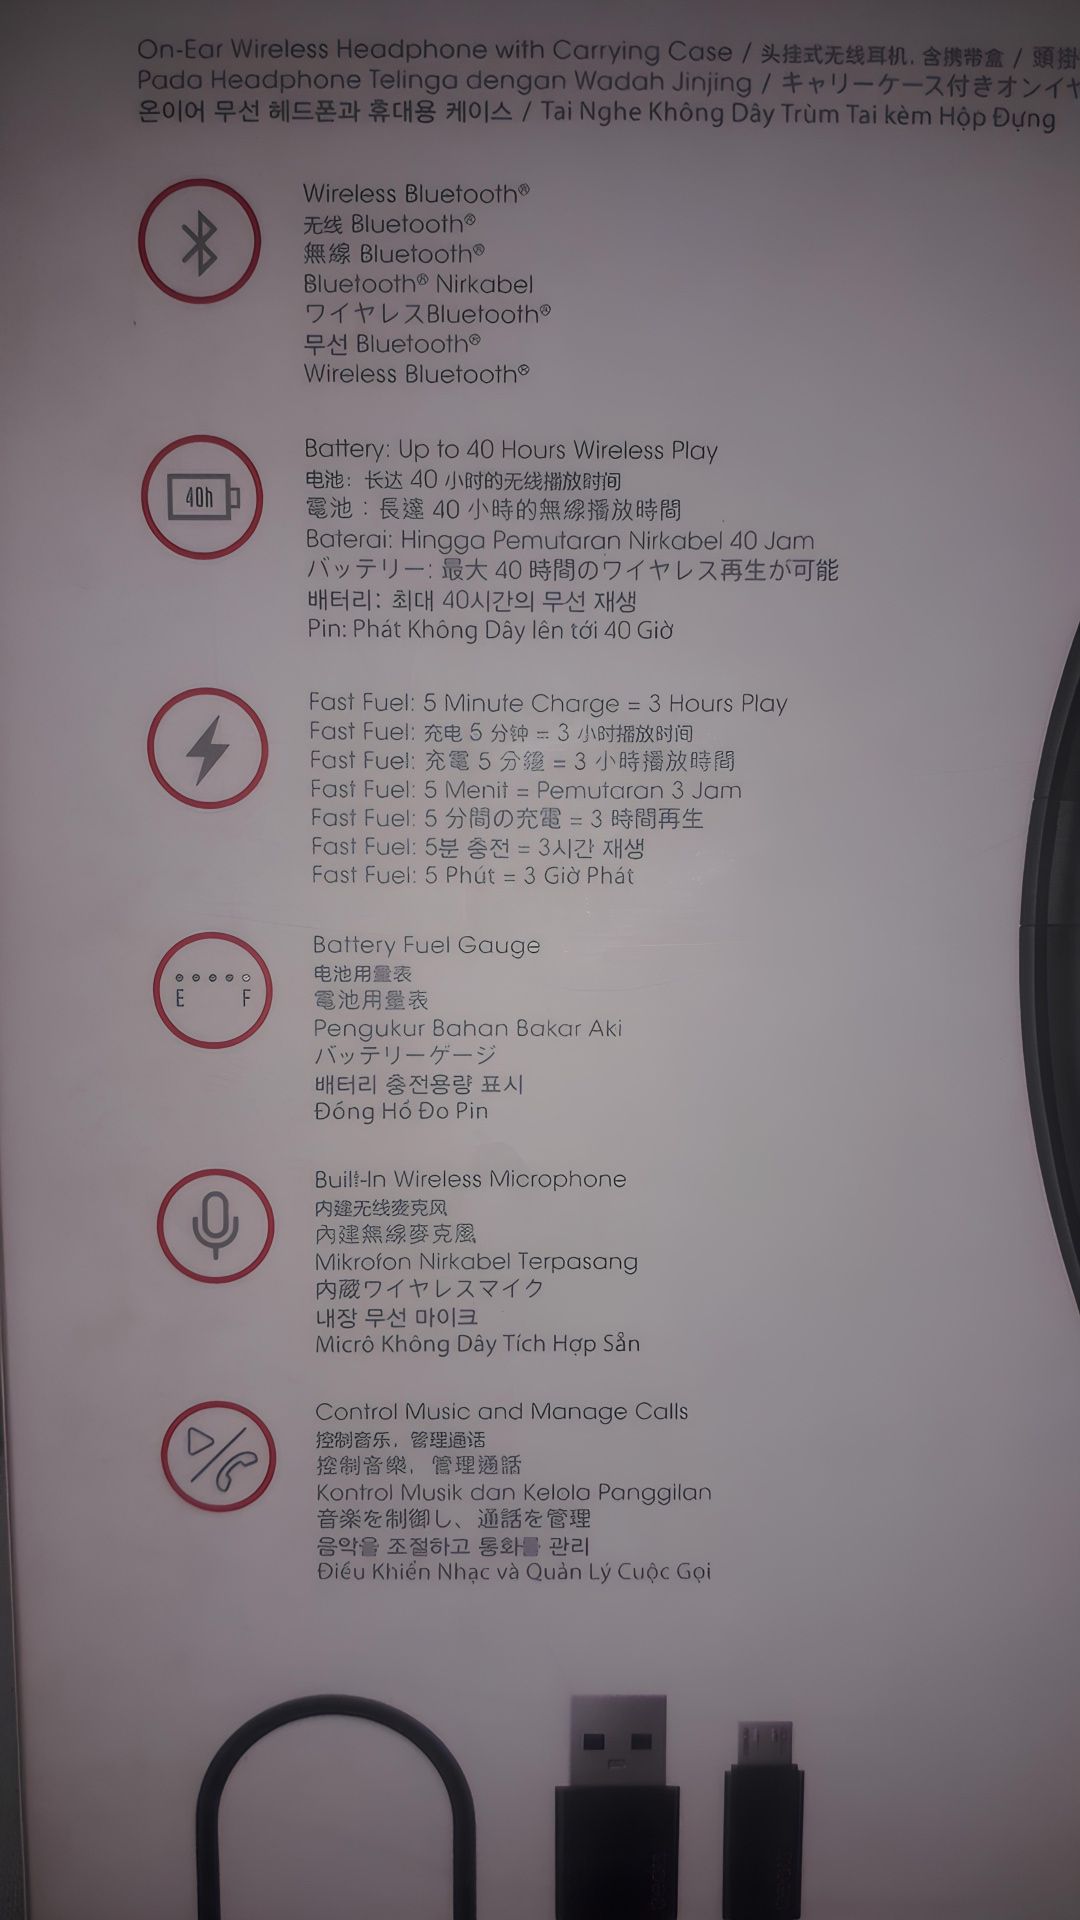 On-Ear Wireless Headphone with Carrying Case / 头挂式无线耳机, 含携带盒 / 頭掛
Pada Headphone Telinga dengan Wadah Jinjing / キャリーケース付きオンイヤ
온이어 무선 헤드폰과 휴대용 케이스 / Tai Nghe Không Dây Trùm Tai kèm Hộp Đựng
Wireless Bluetooth®
无线 Bluetooth®
無線 Bluetooth®
Bluetooth® Nirkabel
ワイヤレスBluetooth®
무선 Bluetooth®
Wireless Bluetooth®
40h
Battery: Up to 40 Hours Wireless Play
电池: 长达 40 小时的无线播放时间
電池：長達 40 小時的無線播放時間
Baterai: Hingga Pemutaran Nirkabel 40 Jam
バッテリー: 最大 40 時間のワイヤレス再生が可能
배터리: 최대 40시간의 무선 재생
Pin: Phát Không Dây lên tới 40 Giờ
Fast Fuel: 5 Minute Charge = 3 Hours Play
Fast Fuel: 充电 5 分钟 = 3 小时播放时间
Fast Fuel: 充電 5 分鐘 = 3 小時播放時間
Fast Fuel: 5 Menit = Pemutaran 3 Jam
Fast Fuel: 5 分間の充電 = 3 時間再生
Fast Fuel: 5분 충전 = 3시간 재생
Fast Fuel: 5 Phút = 3 Giờ Phát
E F
Battery Fuel Gauge
电池用量表
電池用量表
Pengukur Bahan Bakar Aki
バッテリーゲージ
배터리 충전용량 표시
Đồng Hồ Đo Pin
Built-In Wireless Microphone
内建无线麦克风
內建無線麥克風
Mikrofon Nirkabel Terpasang
内蔵ワイヤレスマイク
내장 무선 마이크
Micrô Không Dây Tích Hợp Sẵn
Control Music and Manage Calls
控制音乐, 管理通话
控制音樂, 管理通話
Kontrol Musik dan Kelola Panggilan
音楽を制御し、通話を管理
음악을 조절하고 통화를 관리
Điều Khiển Nhạc và Quản Lý Cuộc Gọi